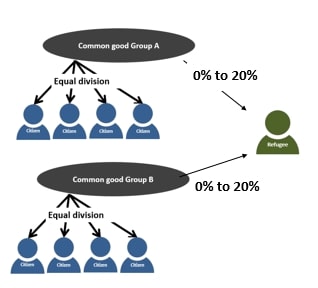 Common good Group A
0% to 20%
Equal division
Citizen Citizen Citizen Citizen
Refugee
Common good Group B
0% to 20%
Equal division
Citizen Citizen Citizen Citizen